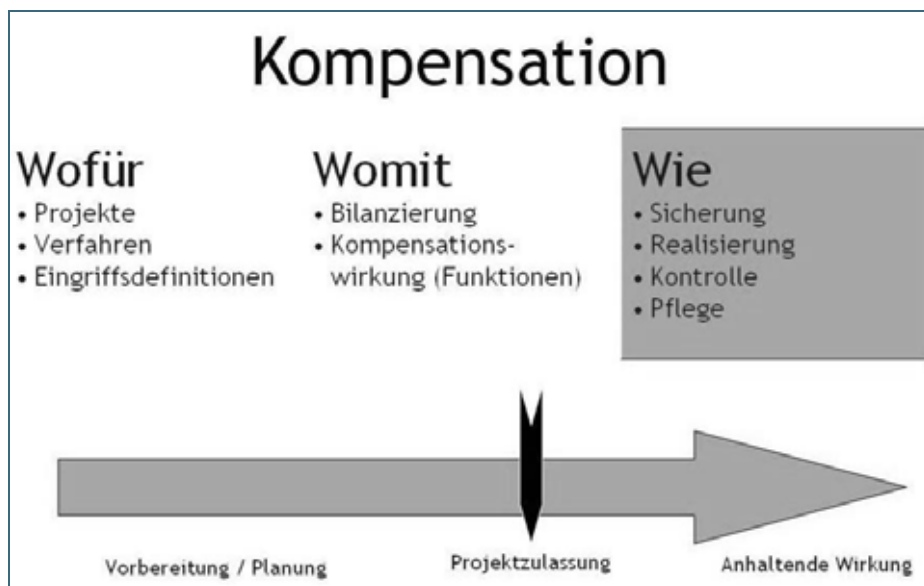 Kompensation
Wofür
• Projekte
• Verfahren
• Eingriffsdefinitionen
Womit
• Bilanzierung
• Kompensations-
wirkung (Funktionen)
Wie
• Sicherung
• Realisierung
• Kontrolle
• Pflege
Vorbereitung / Planung
Projektzulassung
Anhaltende Wirkung